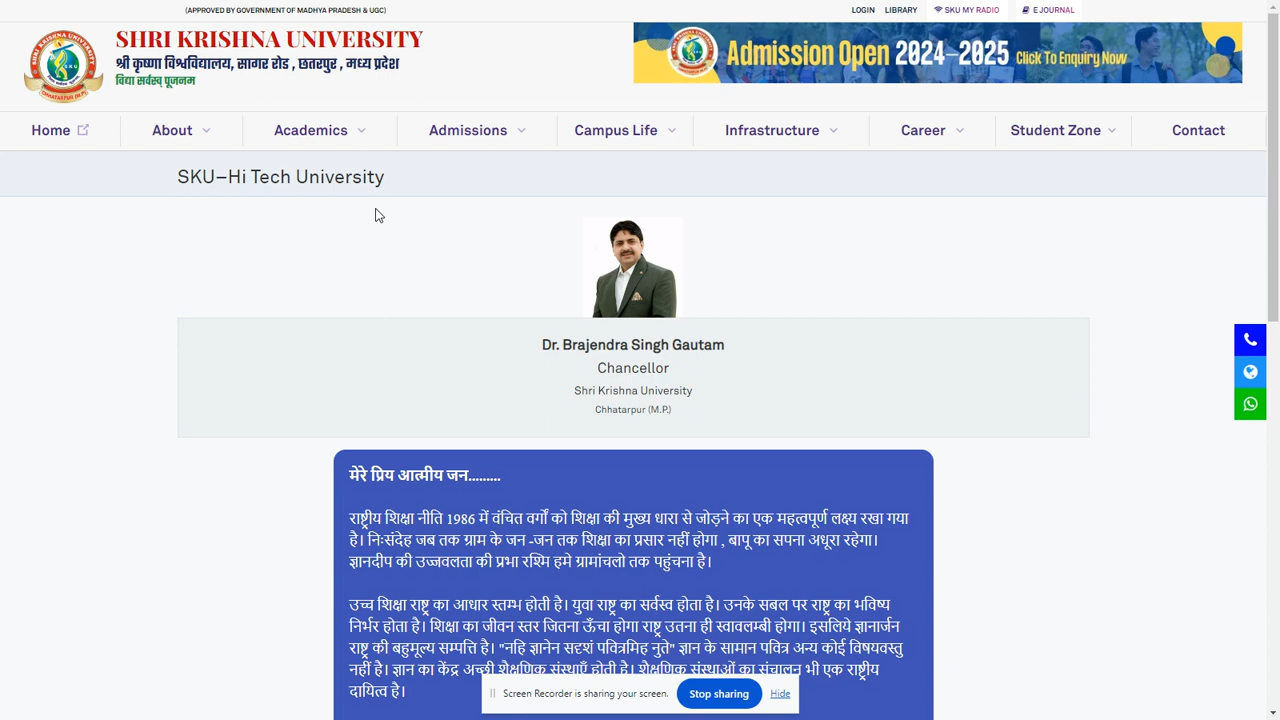 (APPROVED BY GOVERNMENT OF MADHYA PRADESH & UGC)
LOGIN LIBRARY SKU MY RADIO E JOURNAL
SHRI KRISHNA UNIVERSITY
श्री कृष्णा विश्वविद्यालय, सागर रोड , छतरपुर , मध्य प्रदेश
विद्या सर्वस्व् पूजनम
Admission Open 2024-2025 Click To Enquiry Now
Home About Academics Admissions Campus Life Infrastructure Career Student Zone Contact
SKU–Hi Tech University
Dr. Brajendra Singh Gautam
Chancellor
Shri Krishna University
Chhatarpur (M.P.)
मेरे प्रिय आत्मीय जन.........
राष्ट्रीय शिक्षा नीति 1986 में वंचित वर्गों को शिक्षा की मुख्य धारा से जोड़ने का एक महत्वपूर्ण लक्ष्य रखा गया
है। निःसंदेह जब तक ग्राम के जन -जन तक शिक्षा का प्रसार नहीं होगा , बापू का सपना अधूरा रहेगा।
ज्ञानदीप की उज्जवलता की प्रभा रश्मि हमे ग्रामांचलो तक पहुंचना है।
उच्च शिक्षा राष्ट्र का आधार स्तम्भ होती है। युवा राष्ट्र का सर्वस्व होता है। उनके सबल पर राष्ट्र का भविष्य
निर्भर होता है। शिक्षा का जीवन स्तर जितना ऊँचा होगा राष्ट्र उतना ही स्वावलम्बी होगा। इसलिये ज्ञानार्जन
राष्ट्र की बहुमूल्य सम्पत्ति है। "नहि ज्ञानेन सदृशं पवित्रमिह नुते" ज्ञान के सामान पवित्र अन्य कोई विषयवस्तु
नहीं है। ज्ञान का केंद्र अच्छी शैक्षणिक संस्थाएँ होती है। शैक्षणिक संस्थाओं का संचालन भी एक राष्ट्रीय
दायित्व है।
Screen Recorder is sharing your screen. Stop sharing Hide